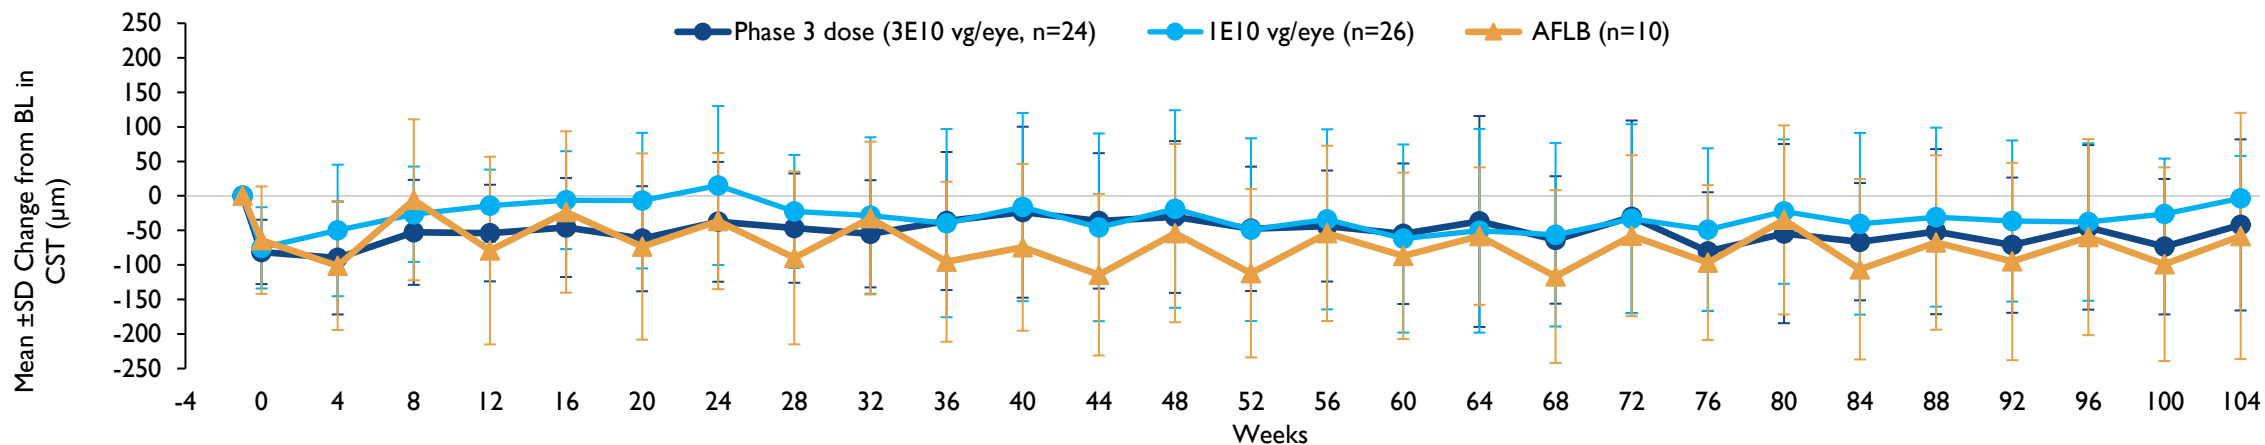 Phase 3 dose (3E10 vg/eye, n=24)
1E10 vg/eye (n=26)
AFLB (n=10)
Mean ±SD Change from BL in
CST (μm)
250
200
150
100
50
0
-50
-100
-150
-200
-250
-4 0 4 8 12 16 20 24 28 32 36 40 44 48 52 56 60 64 68 72 76 80 84 88 92 96 100 104
Weeks